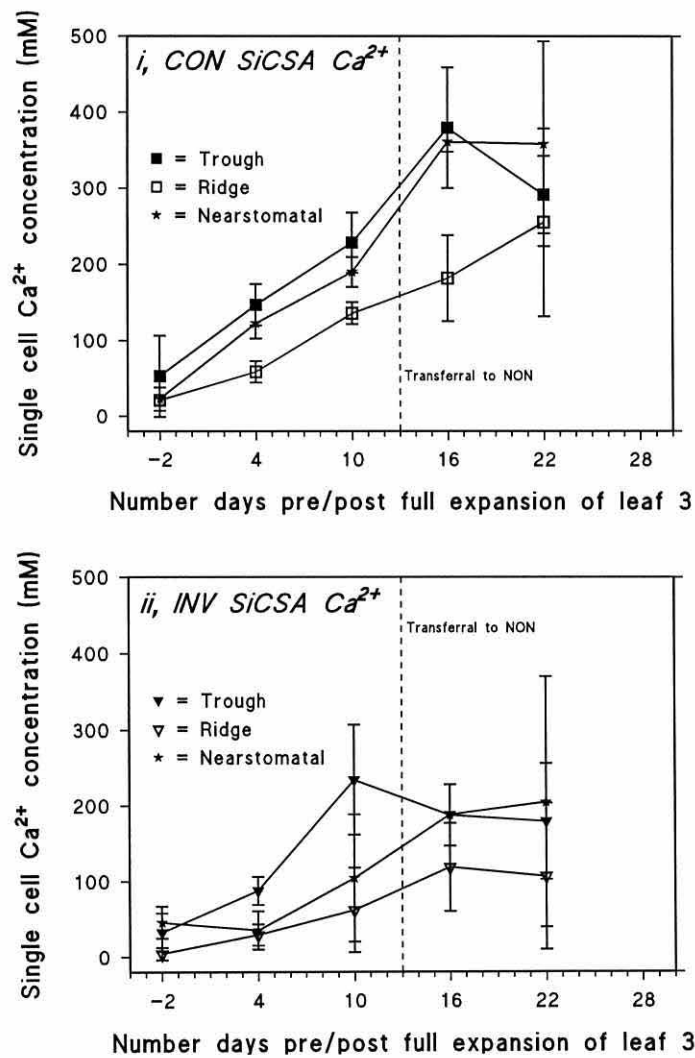 i, CON SiCSA Ca²⁺
Single cell Ca²⁺ concentration (mM)
500
400
300
200
100
0
■ = Trough
□ = Ridge
★ = Nearstomatal
Transferral to NON
−2 4 10 16 22 28
Number days pre/post full expansion of leaf 3
ii, INV SiCSA Ca²⁺
Single cell Ca²⁺ concentration (mM)
500
400
300
200
100
0
Transferral to NON
▼ = Trough
▽ = Ridge
★ = Nearstomatal
−2 4 10 16 22 28
Number days pre/post full expansion of leaf 3